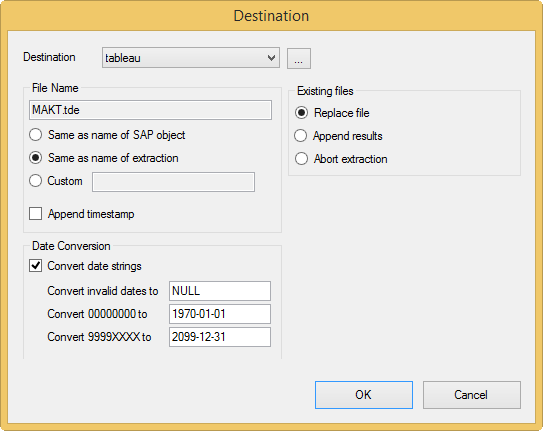 Destination
Destination tableau ...
File Name
MAKT.tde
Same as name of SAP object
Same as name of extraction
Custom
Append timestamp
Existing files
Replace file
Append results
Abort extraction
Date Conversion
Convert date strings
Convert invalid dates to NULL
Convert 00000000 to 1970-01-01
Convert 9999XXXX to 2099-12-31
OK Cancel